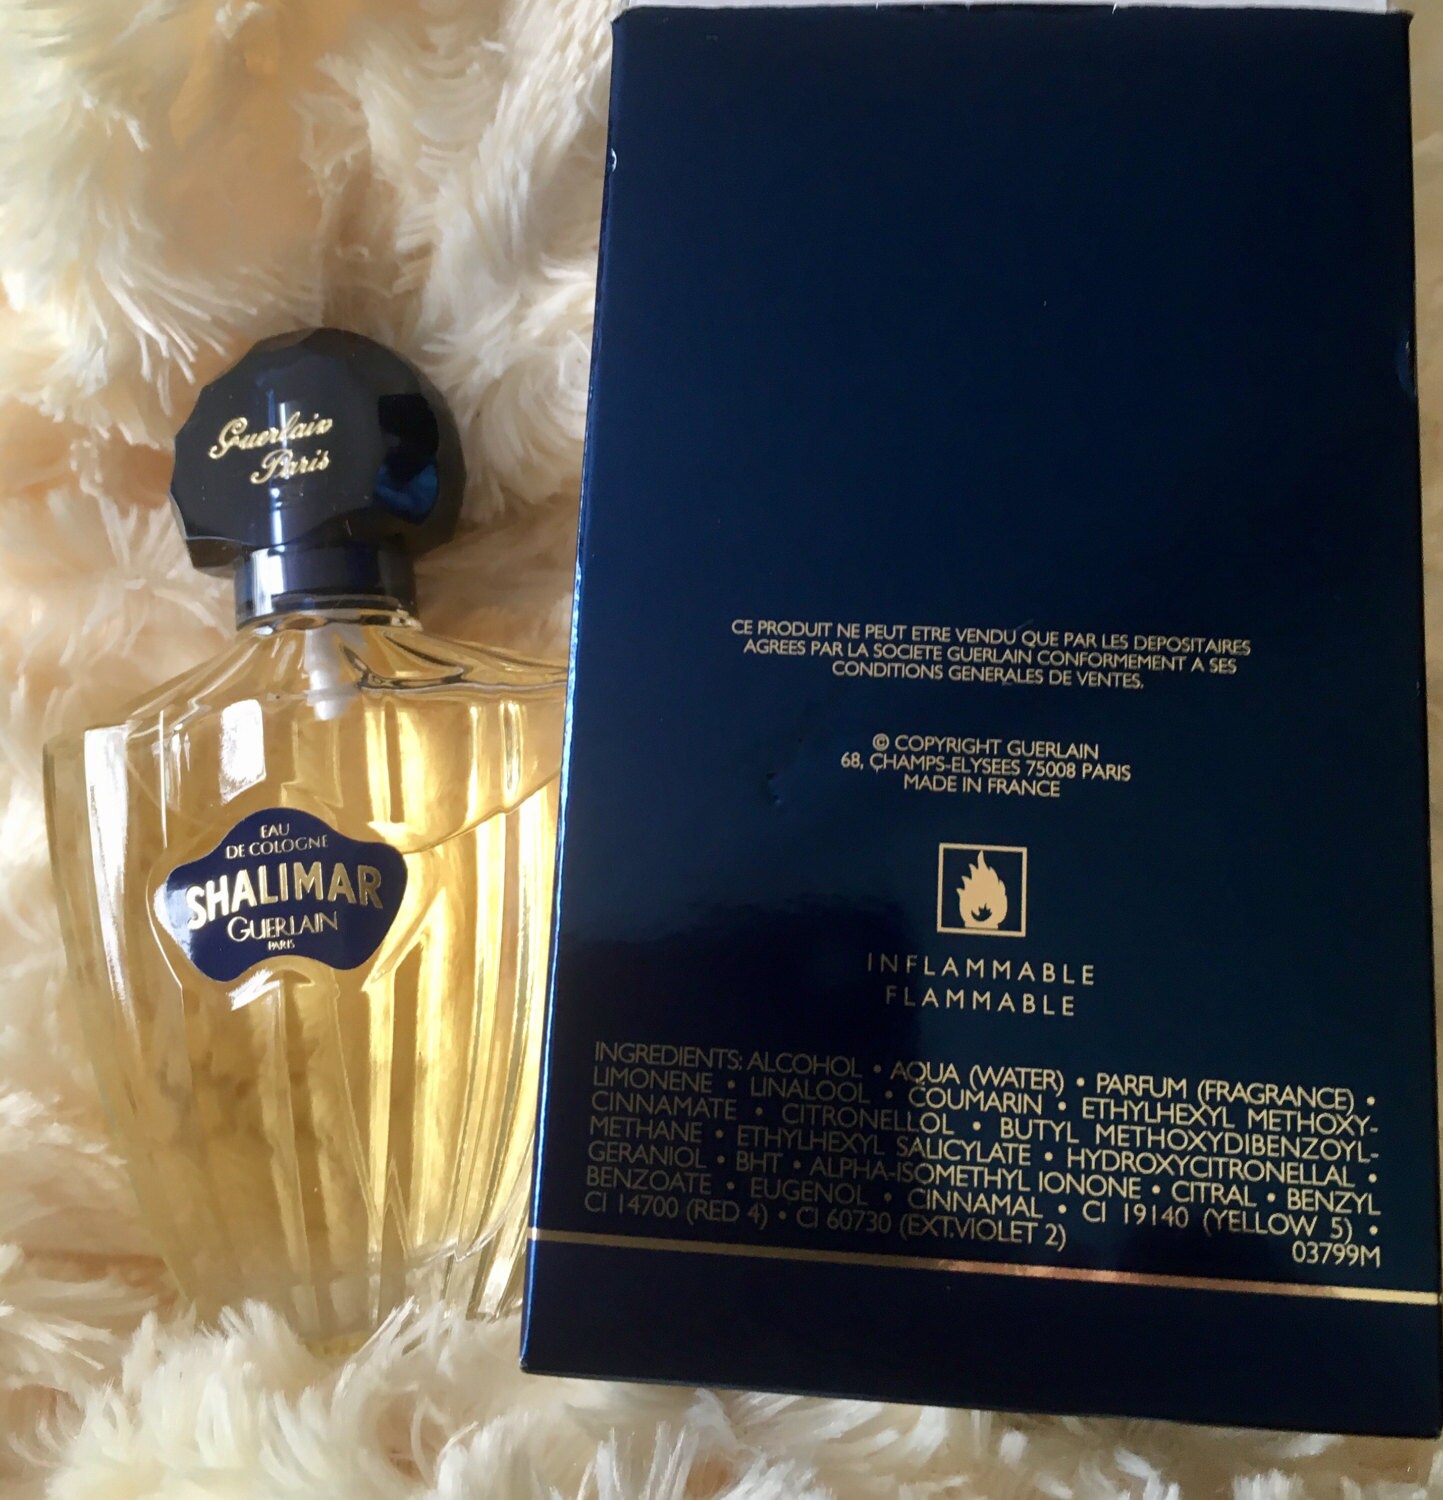 Guerlain
Paris
EAU
DE COLOGNE
SHALIMAR
GUERLAIN
PARIS
CE PRODUIT NE PEUT ETRE VENDU QUE PAR LES DEPOSITAIRES
AGREES PAR LA SOCIETE GUERLAIN CONFORMEMENT A SES
CONDITIONS GENERALES DE VENTES.
© COPYRIGHT GUERLAIN
68, CHAMPS-ELYSEES 75008 PARIS
MADE IN FRANCE
INFLAMMABLE
FLAMMABLE
INGREDIENTS: ALCOHOL • AQUA (WATER) • PARFUM (FRAGRANCE) •
LIMONENE • LINALOOL • COUMARIN • ETHYLHEXYL METHOXY-
CINNAMATE • CITRONELLOL • BUTYL METHOXYDIBENZOYL-
METHANE • ETHYLHEXYL SALICYLATE • HYDROXYCITRONELLAL •
GERANIOL • BHT • ALPHA-ISOMETHYL IONONE • CITRAL • BENZYL
BENZOATE • EUGENOL • CINNAMAL • CI 19140 (YELLOW 5) •
CI 14700 (RED 4) • CI 60730 (EXT.VIOLET 2)
03799M